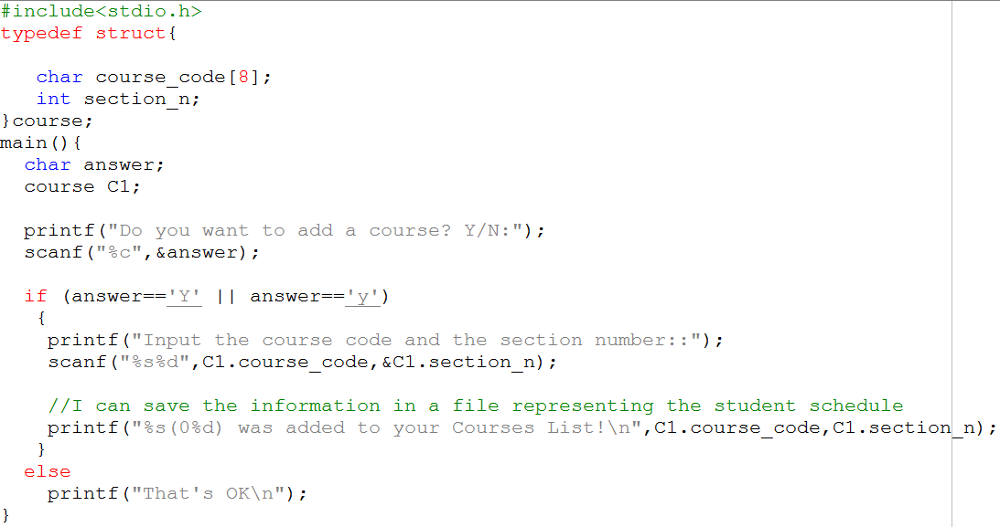 #include<stdio.h>
typedef struct{
char course_code[8];
int section_n;
}course;
main(){
char answer;
course C1;
printf("Do you want to add a course? Y/N:");
scanf("%c",&answer);
if (answer=='Y' || answer=='y')
{
printf("Input the course code and the section number::");
scanf("%s%d",C1.course_code,&C1.section_n);
//I can save the information in a file representing the student schedule
printf("%s(0%d) was added to your Courses List!\n",C1.course_code,C1.section_n);
}
else
printf("That's OK\n");
}